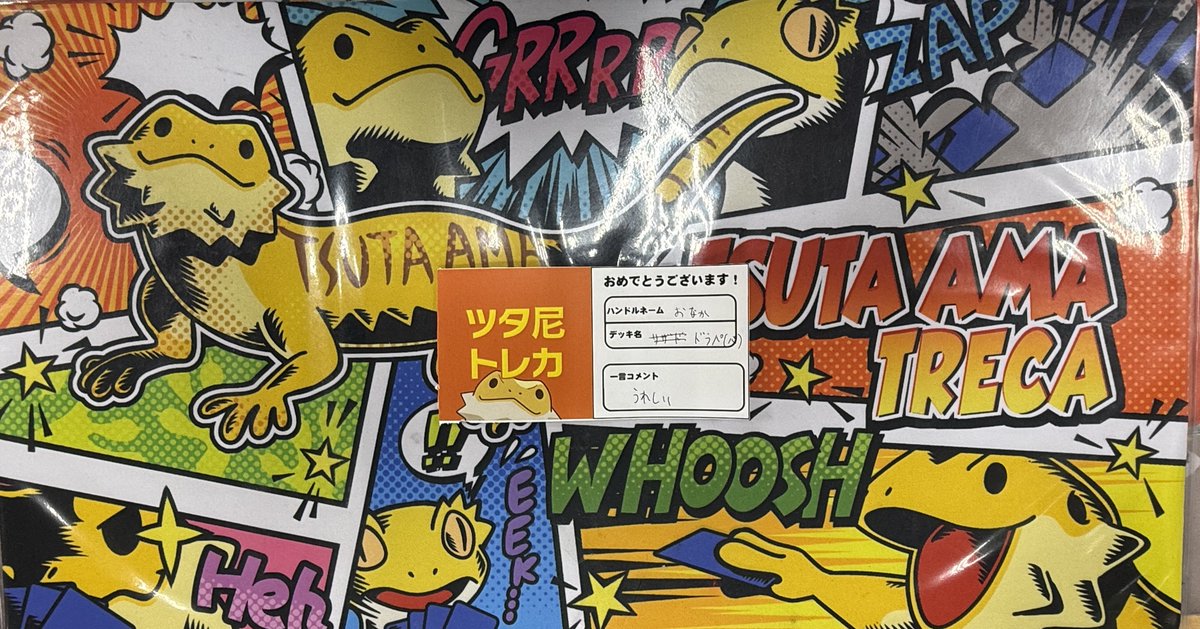 GRRRR
ZAP
TSUTA AMA
TSUTA AMA
TRECA
ツタ尼
トレカ
おめでとうございます!
ハンドルネーム おなか
デッキ名 ドラパ(ハ)
一言コメント
うれしい
!!
EEK...
WHOOSH
Heh